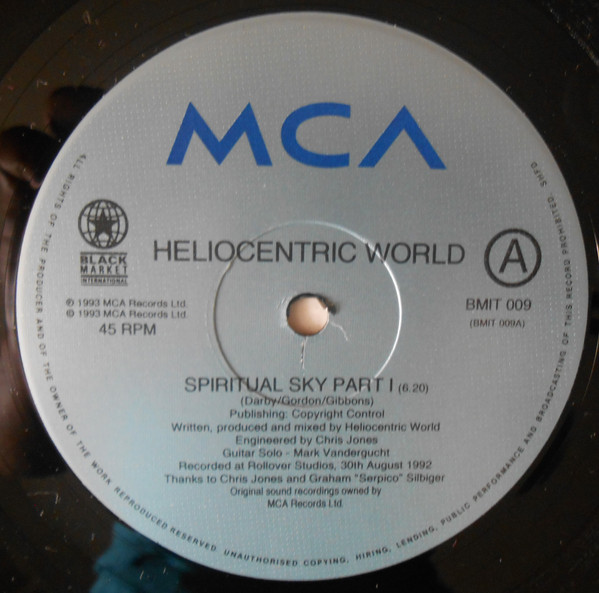 MCA
BLACK
MARKET
INTERNATIONAL
HELIOCENTRIC WORLD
A
℗ 1993 MCA Records Ltd.
© 1993 MCA Records Ltd.
45 RPM
BMIT 009
(BMIT 009A)
SPIRITUAL SKY PART I (6.20)
(Darby/Gordon/Gibbons)
Publishing: Copyright Control
Written, produced and mixed by Heliocentric World
Engineered by Chris Jones
Guitar Solo - Mark Vandergucht
Recorded at Rollover Studios, 30th August 1992
Thanks to Chris Jones and Graham "Serpico" Silbiger
Original sound recordings owned by
MCA Records Ltd.
ALL RIGHTS OF THE PRODUCER AND OF THE OWNER OF THE WORK REPRODUCED RESERVED. UNAUTHORISED COPYING, HIRING, LENDING, PUBLIC PERFORMANCE AND BROADCASTING OF THIS RECORD PROHIBITED.